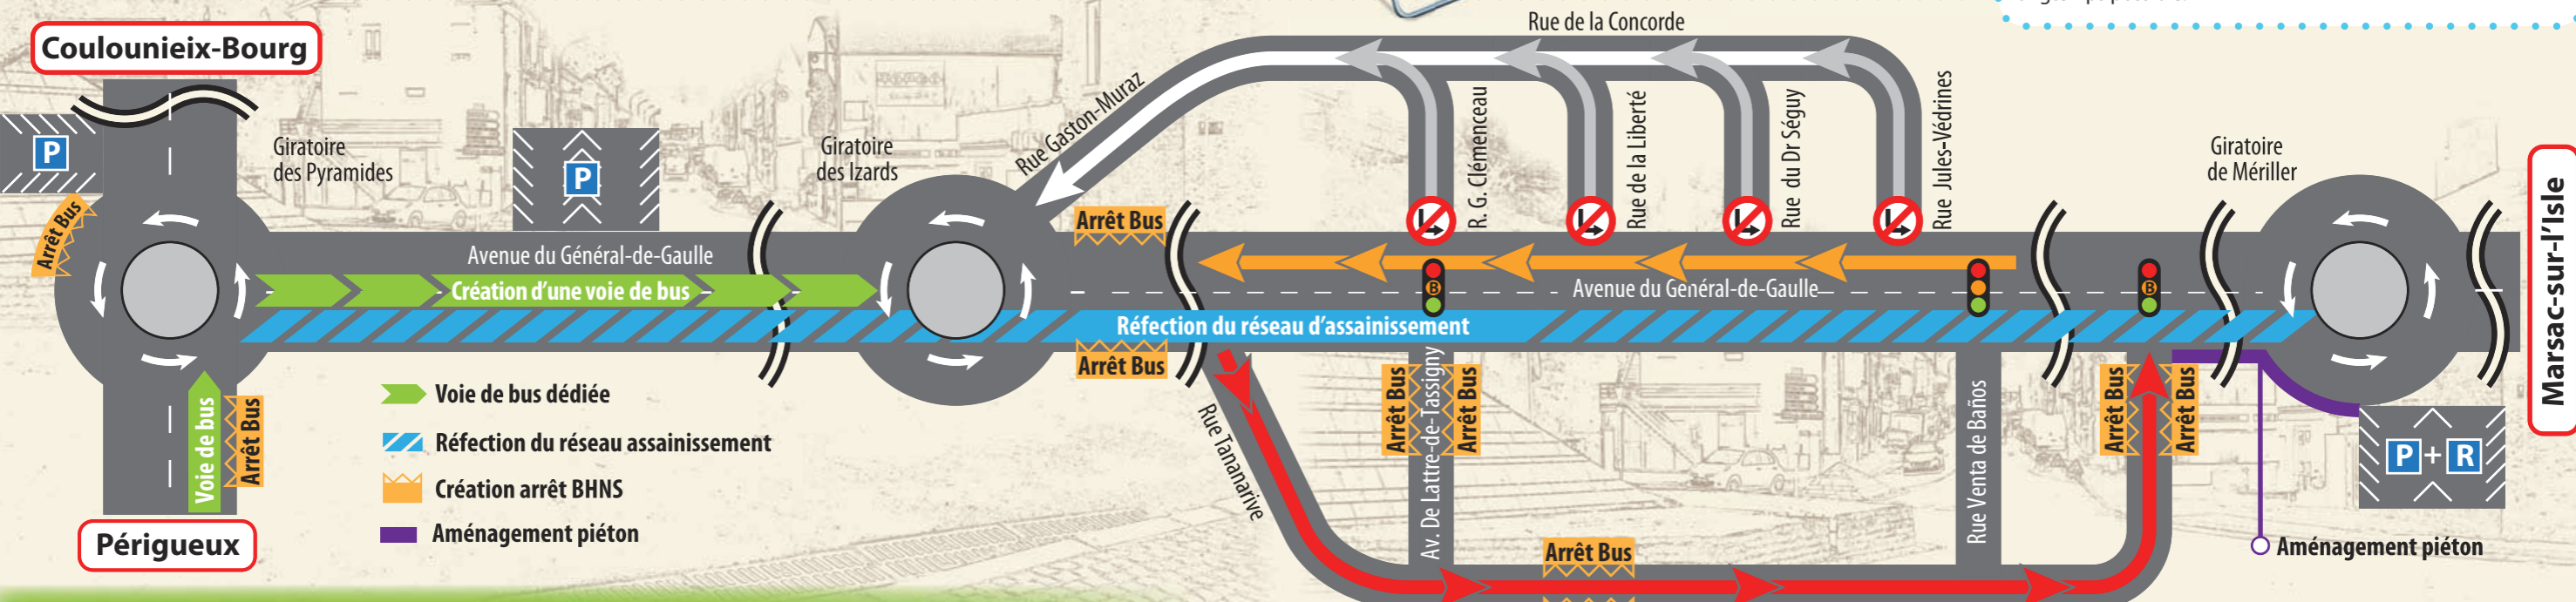 Coulounieix-Bourg
P
Arrêt Bus
Giratoire
des Pyramides
P
Giratoire
des Izards
Avenue du Général-de-Gaulle
Création d'une voie de bus
Voie de bus
Arrêt Bus
Périgueux
Voie de bus dédiée
Réfection du réseau assainissement
Création arrêt BHNS
Aménagement piéton
Rue Gaston-Muraz
Rue de la Concorde
Arrêt Bus
R. G. Clémenceau
Rue de la Liberté
Rue du Dr Séguy
Rue Jules-Védrines
B
Avenue du Général-de-Gaulle
B
Réfection du réseau d'assainissement
Arrêt Bus
Rue Tananarive
Arrêt Bus
Av. De Lattre-de-Tassigny
Arrêt Bus
Arrêt Bus
Rue Venta de Baños
Arrêt Bus
Arrêt Bus
Giratoire
de Mériller
P+R
Aménagement piéton
Marsac-sur-l'Isle